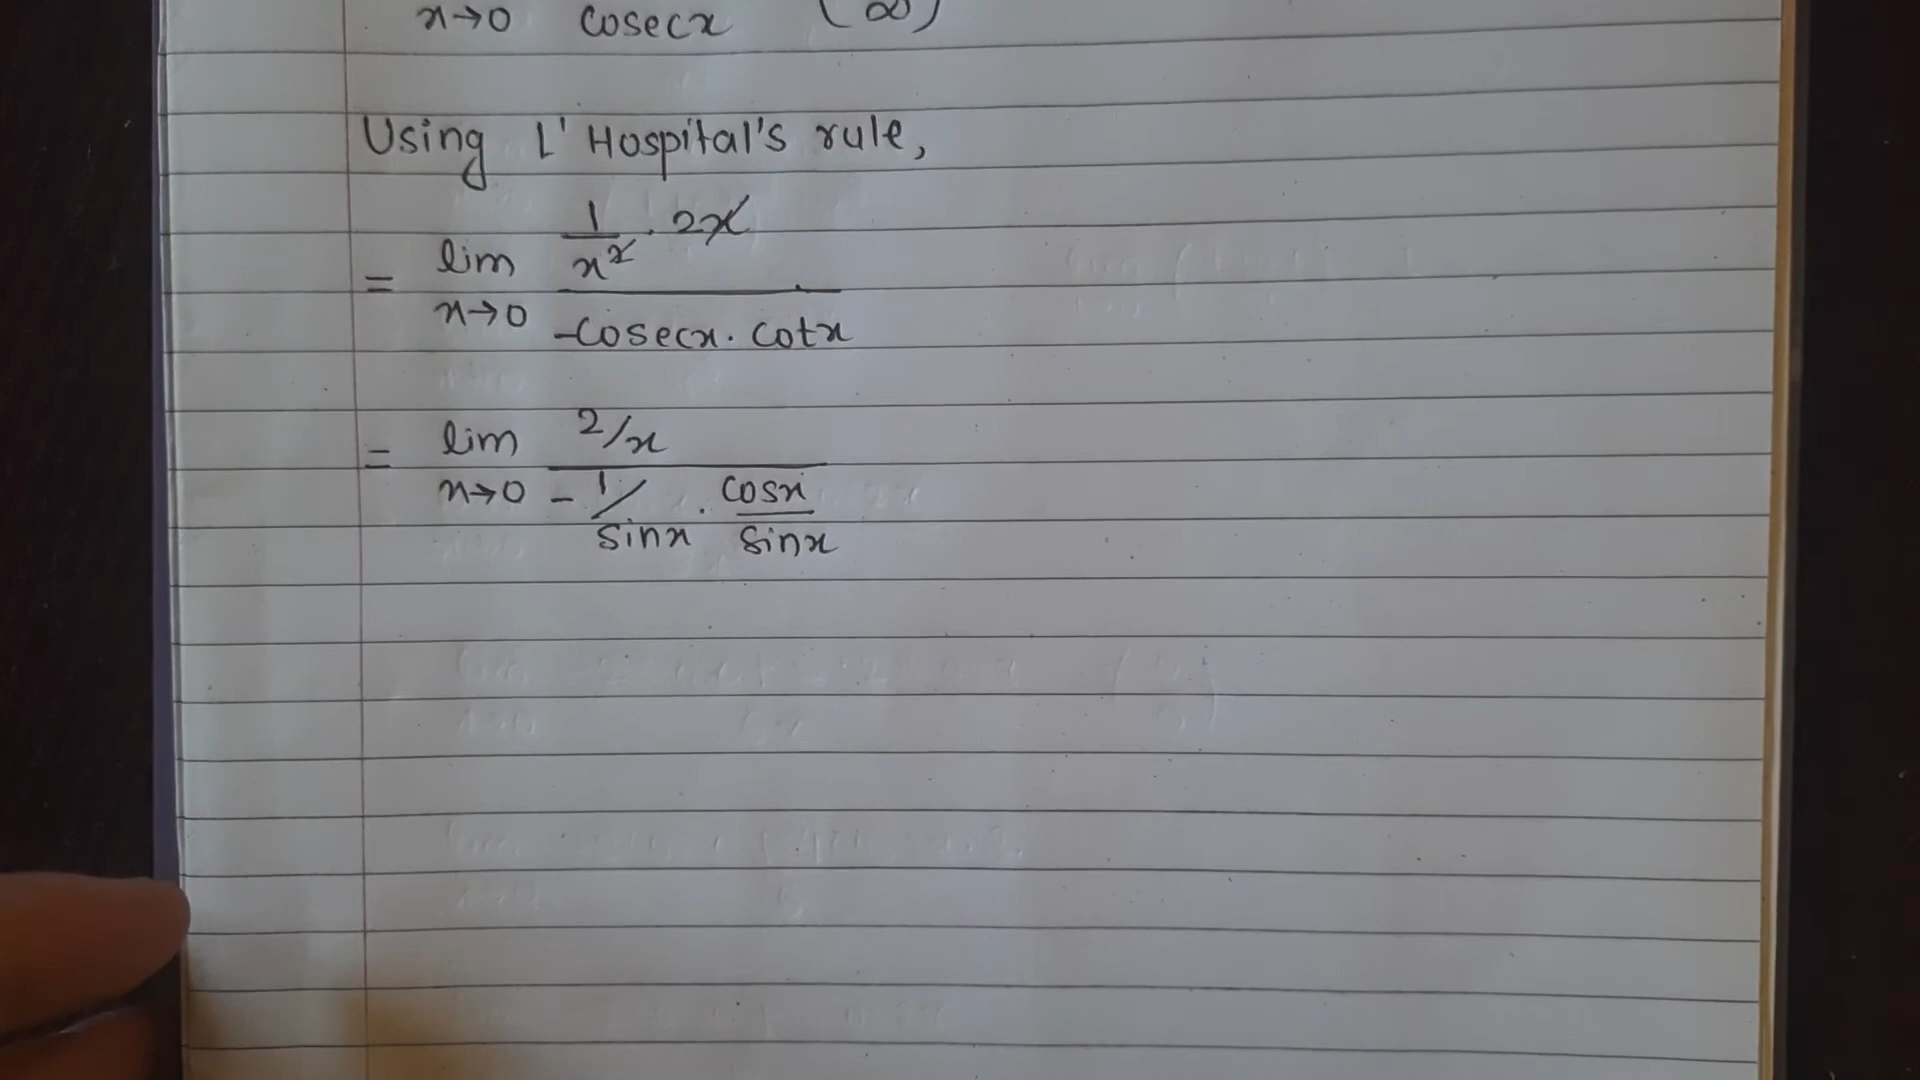 x→0 cosecx (∞)
Using L'Hospital's rule,
1/x² · 2x
= lim
x→0 -cosecx · cotx
= lim 2/x
x→0 - 1/sinx · cosx/sinx